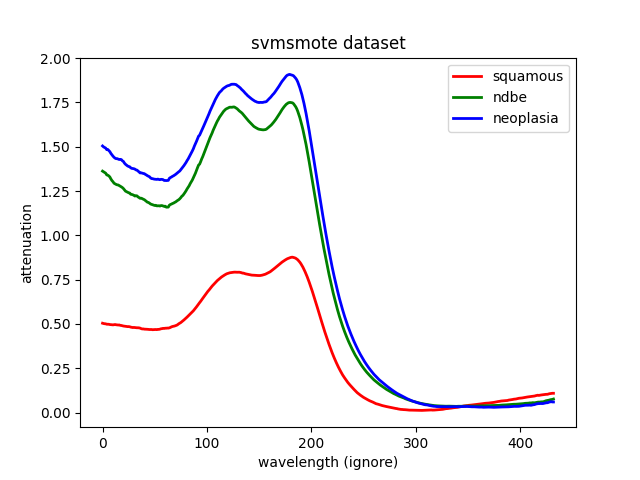 svmsmote dataset
squamous
ndbe
neoplasia
attenuation
2.00
1.75
1.50
1.25
1.00
0.75
0.50
0.25
0.00
0 100 200 300 400
wavelength (ignore)